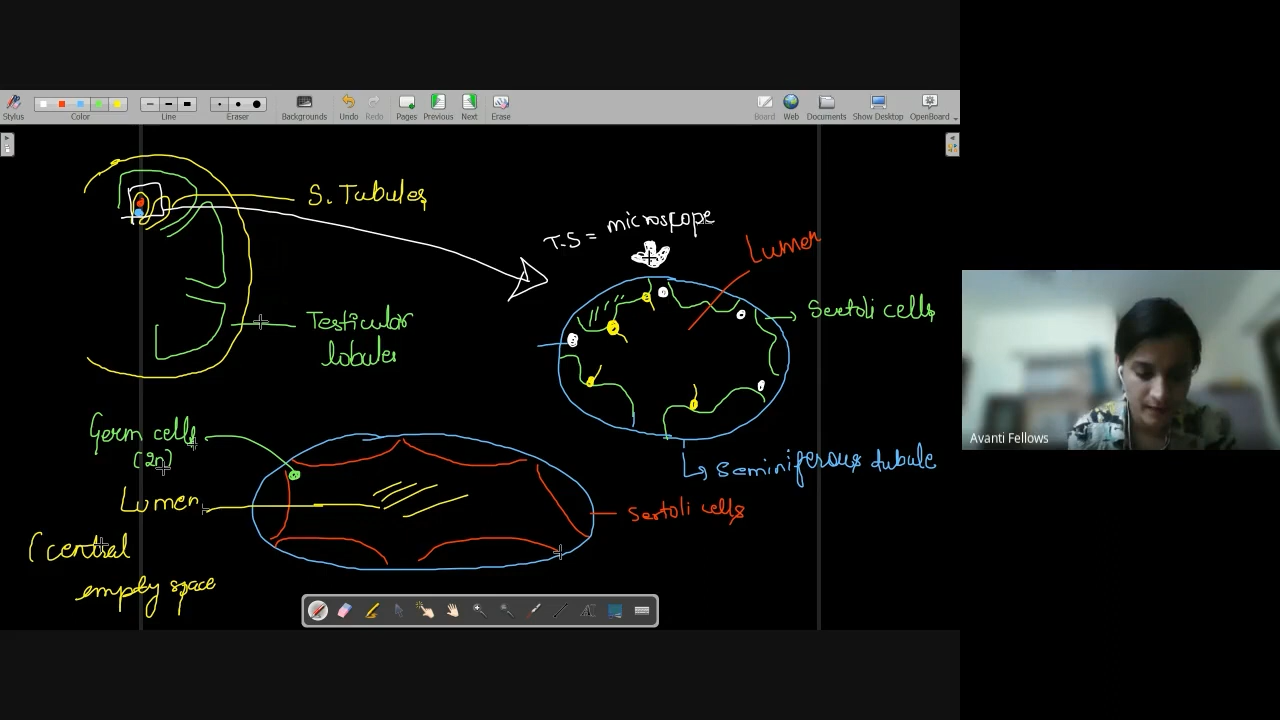 Stylus
Color
Line
Eraser
Backgrounds
Undo
Redo
Pages
Previous
Next
Erase
Board
Web
Documents
Show Desktop
OpenBoard
S. Tubules
T.S = microscope
Lumen
Sertoli cells
Testicular
lobules
Germ cells
(2n)
Lumen
(central
empty space
Sertoli cells
Seminiferous tubule
Avanti Fellows